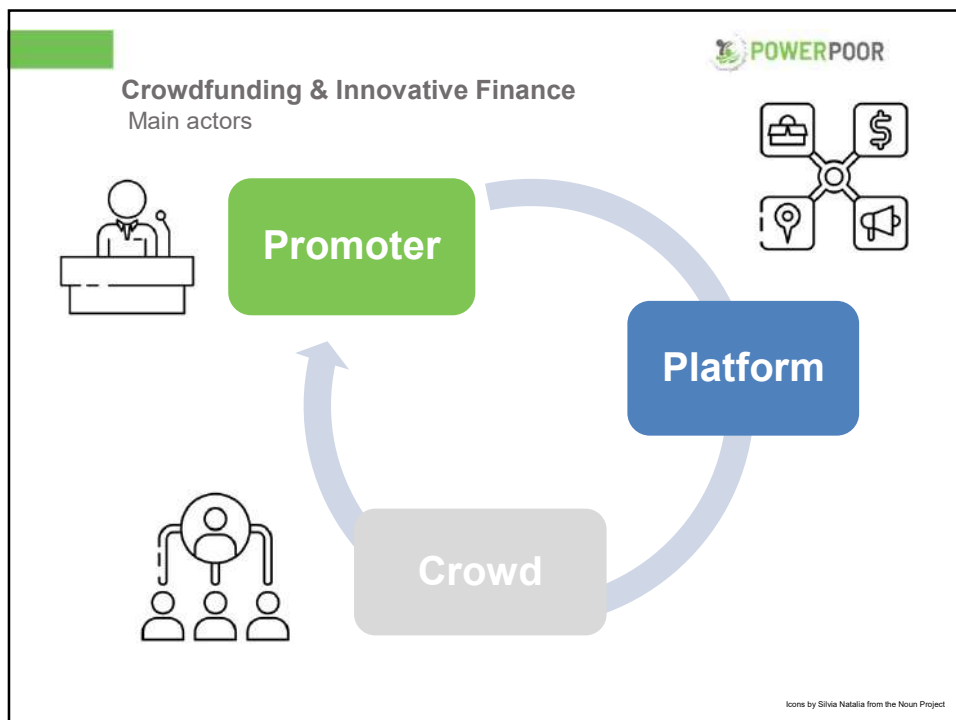 POWERPOOR
Crowdfunding & Innovative Finance
Main actors
Promoter
Platform
Crowd
Icons by Silvia Natalia from the Noun Project